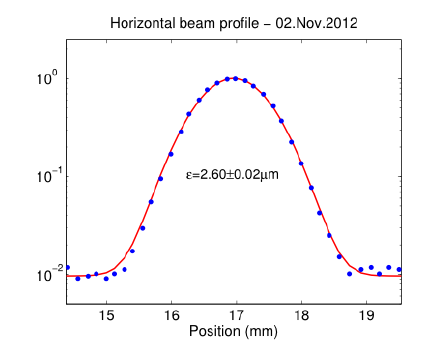 Horizontal beam profile – 02.Nov.2012
10⁰
10⁻¹
10⁻²
ε=2.60±0.02μm
15 16 17 18 19
Position (mm)